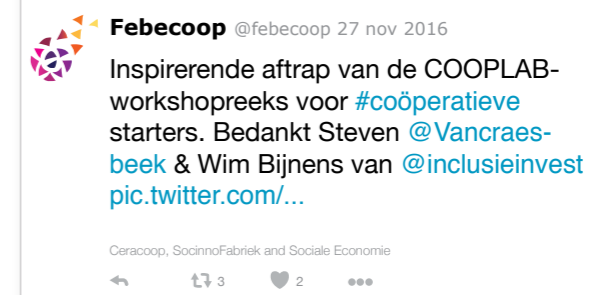 Febecoop @febecoop 27 nov 2016
Inspirerende aftrap van de COOPLAB-
workshopreeks voor #coöperatieve
starters. Bedankt Steven @Vancraes-
beek & Wim Bijnens van @inclusieinvest
pic.twitter.com/...
Ceracoop, SocinnoFabriek and Sociale Economie
3 2